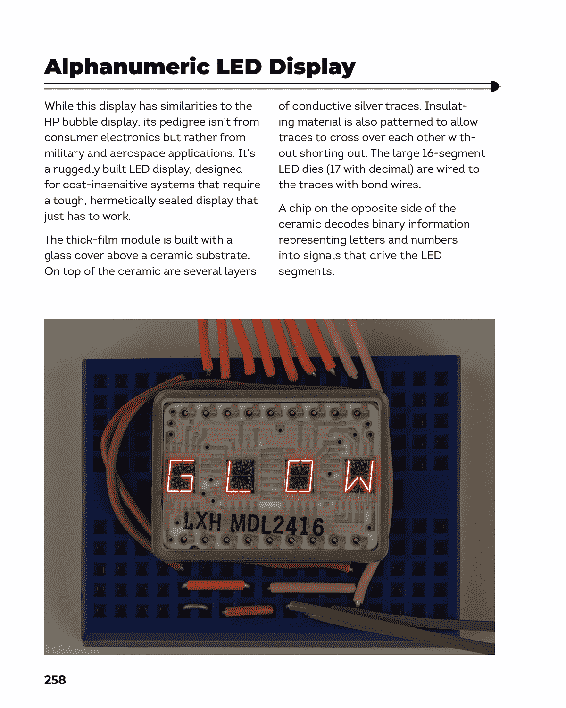 Alphanumeric LED Display
While this display has similarities to the
HP bubble display, its pedigree isn't from
consumer electronics but rather from
military and aerospace applications. It's
a ruggedly built LED display, designed
for cost-insensitive systems that require
a tough, hermetically sealed display that
just has to work.
The thick-film module is built with a
glass cover above a ceramic substrate.
On top of the ceramic are several layers
of conductive silver traces. Insulat-
ing material is also patterned to allow
traces to cross over each other with-
out shorting out. The large 16-segment
LED dies (17 with decimal) are wired to
the traces with bond wires.
A chip on the opposite side of the
ceramic decodes binary information
representing letters and numbers
into signals that drive the LED
segments.
GLOW
LXH MDL2416
258